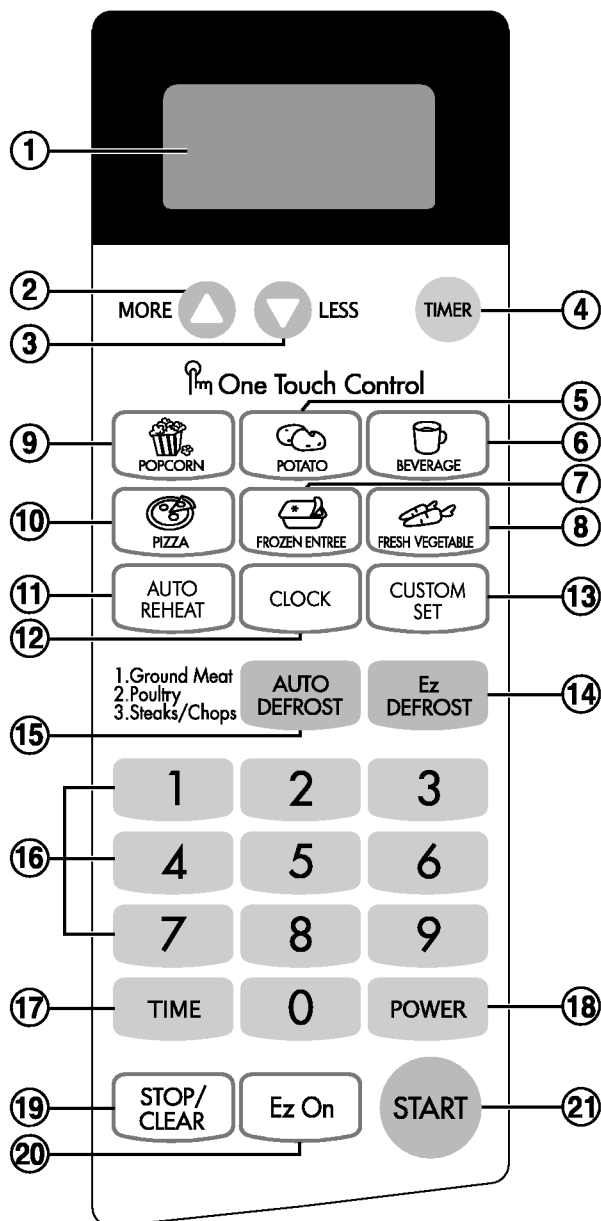 1
2
MORE
LESS
TIMER
4
3
One Touch Control
5
9
POPCORN
POTATO
BEVERAGE
6
7
10
PIZZA
FROZEN ENTREE
FRESH VEGETABLE
8
11
AUTO
REHEAT
CLOCK
CUSTOM
SET
13
12
1.Ground Meat
2.Poultry
3.Steaks/Chops
AUTO
DEFROST
Ez
DEFROST
14
15
1 2 3
16
4 5 6
7 8 9
17
TIME
0
POWER
18
19
STOP/
CLEAR
Ez On
START
21
20